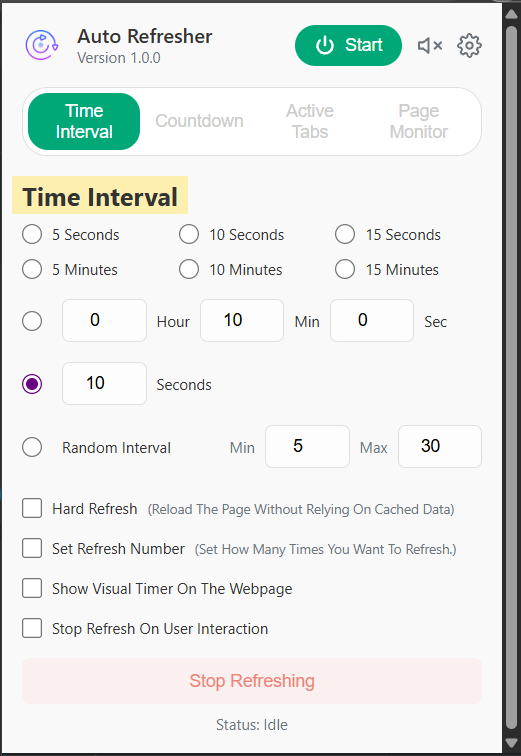 Auto Refresher
Version 1.0.0
Start
Time Interval
Countdown
Active Tabs
Page Monitor
Time Interval
5 Seconds 10 Seconds 15 Seconds
5 Minutes 10 Minutes 15 Minutes
0 Hour 10 Min 0 Sec
10 Seconds
Random Interval Min 5 Max 30
Hard Refresh (Reload The Page Without Relying On Cached Data)
Set Refresh Number (Set How Many Times You Want To Refresh.)
Show Visual Timer On The Webpage
Stop Refresh On User Interaction
Stop Refreshing
Status: Idle